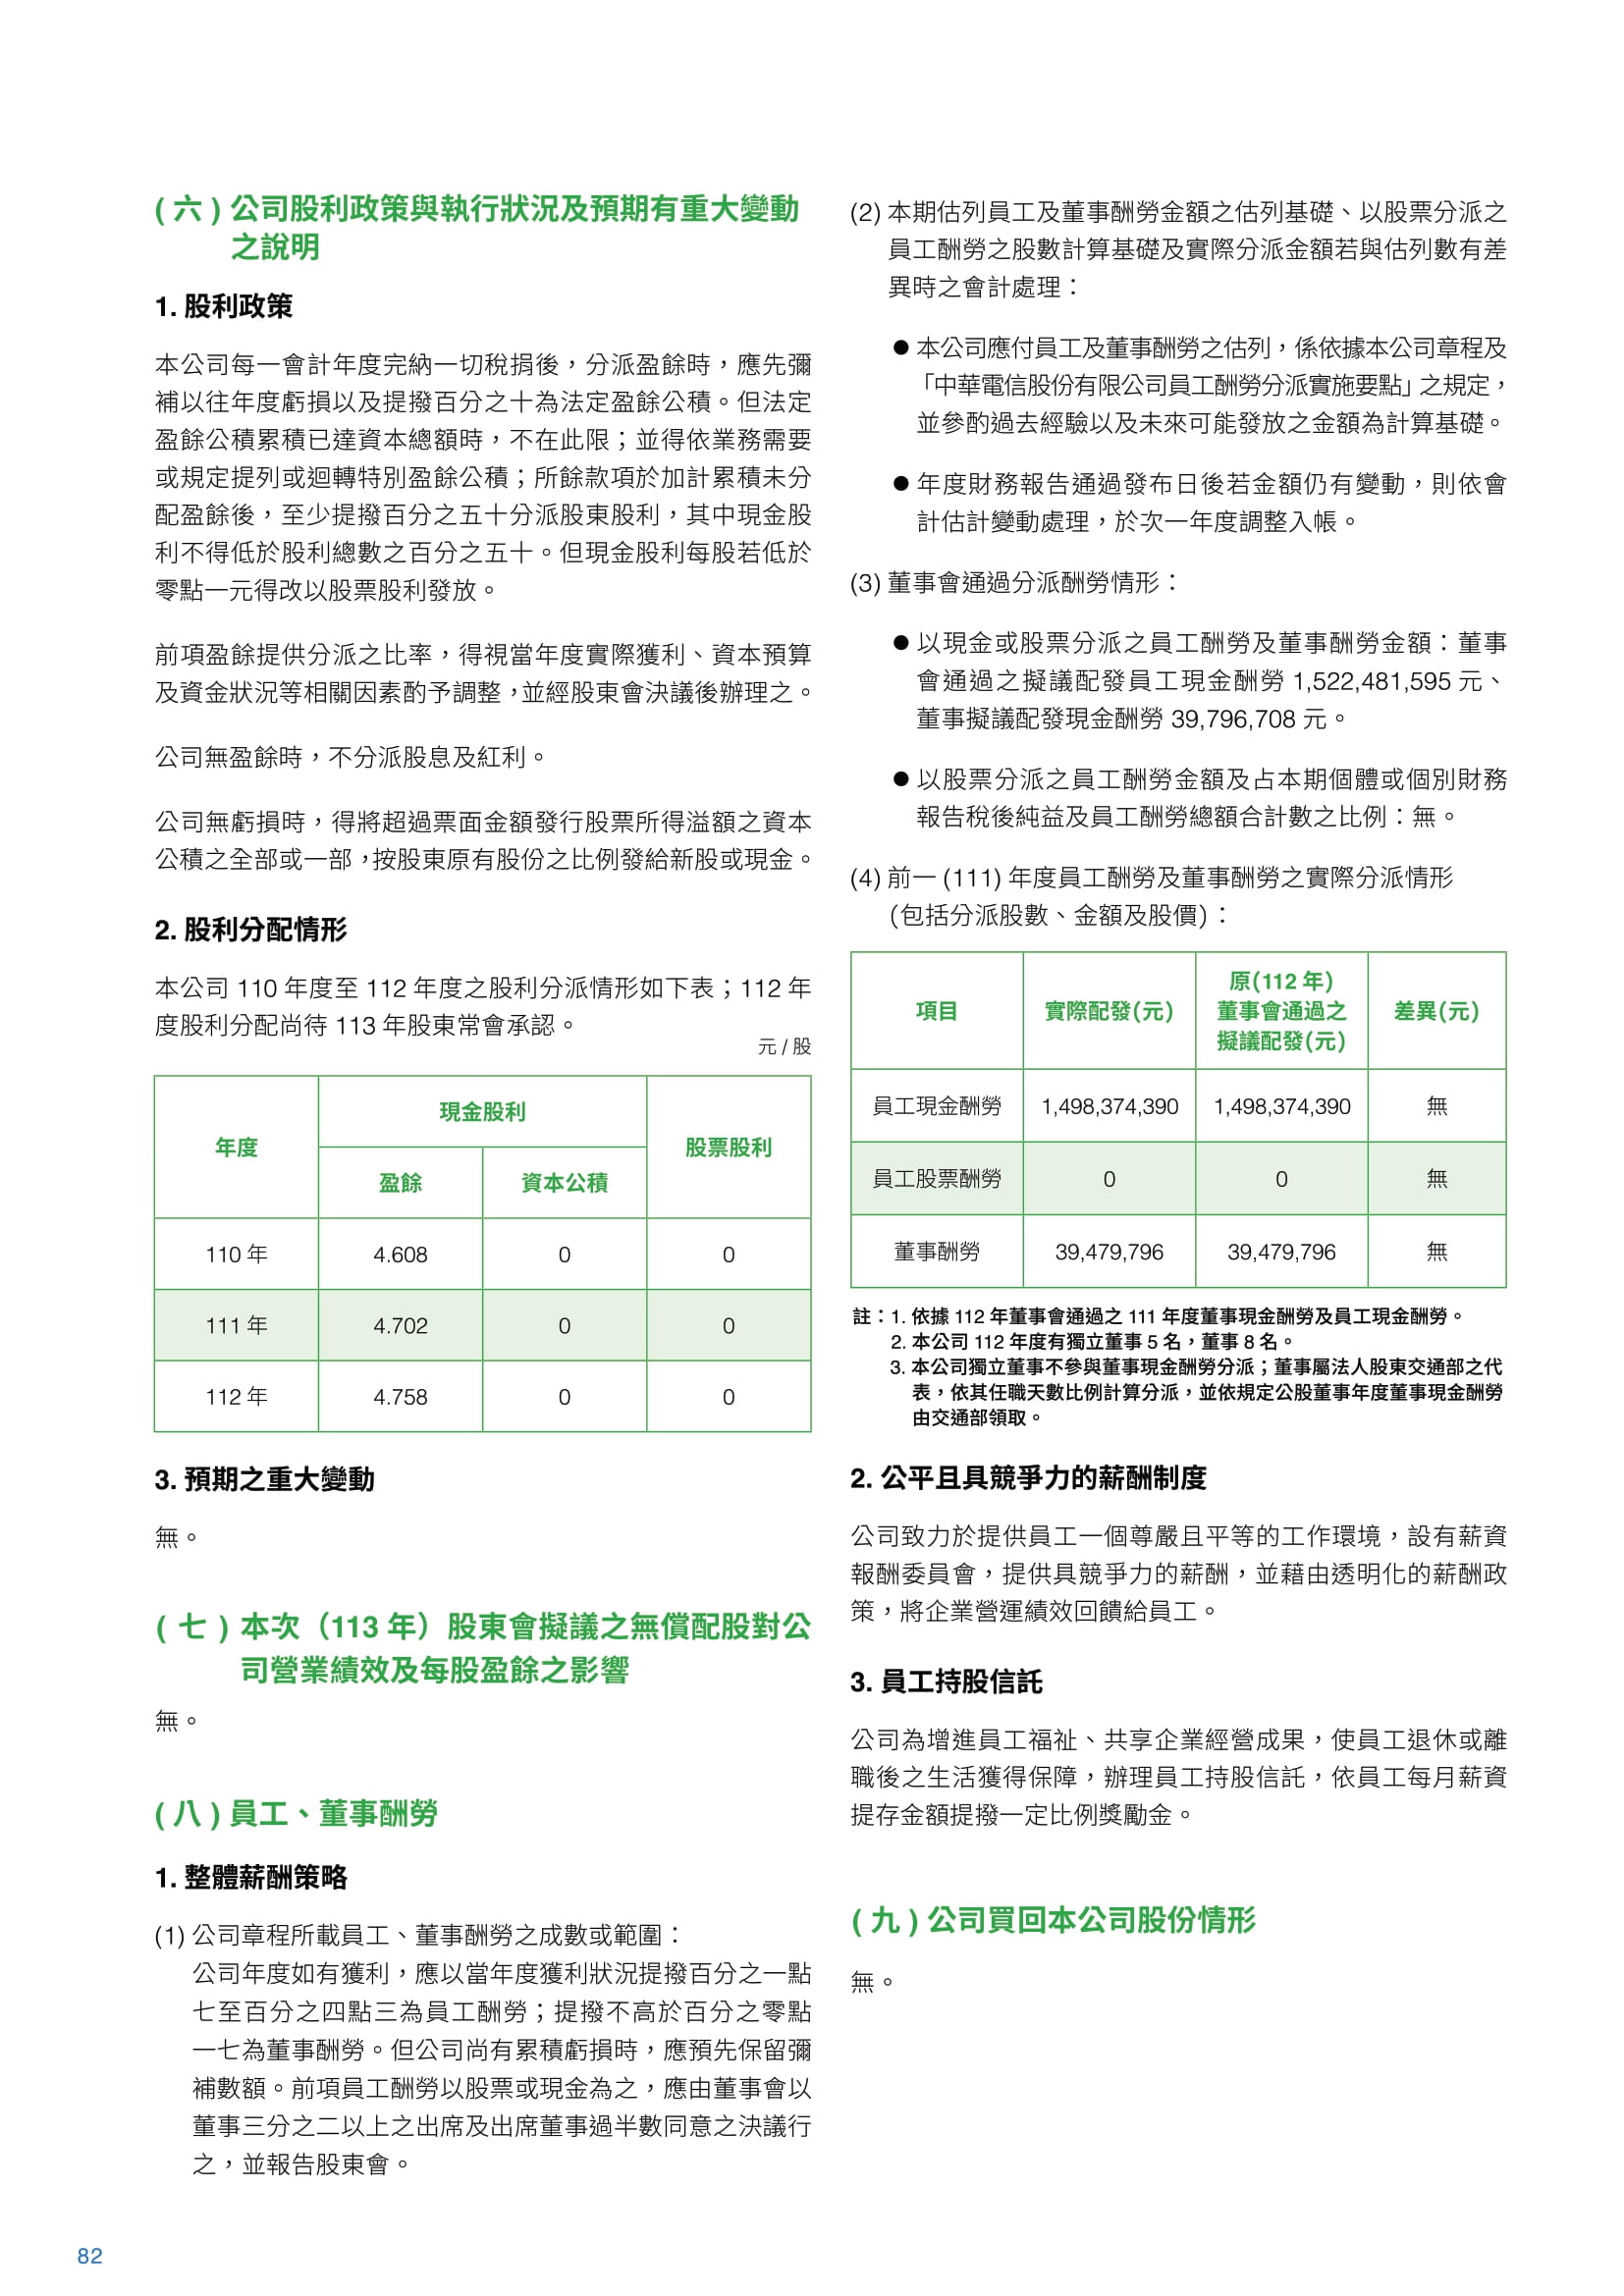 ( 六 ) 公司股利政策與執行狀況及預期有重大變動
之說明
1. 股利政策
本公司每一會計年度完納一切稅捐後，分派盈餘時，應先彌
補以往年度虧損以及提撥百分之十為法定盈餘公積。但法定
盈餘公積累積已達資本總額時，不在此限；並得依業務需要
或規定提列或迴轉特別盈餘公積；所餘款項於加計累積未分
配盈餘後，至少提撥百分之五十分派股東股利，其中現金股
利不得低於股利總數之百分之五十。但現金股利每股若低於
零點一元得改以股票股利發放。
前項盈餘提供分派之比率，得視當年度實際獲利、資本預算
及資金狀況等相關因素酌予調整，並經股東會決議後辦理之。
公司無盈餘時，不分派股息及紅利。
公司無虧損時，得將超過票面金額發行股票所得溢額之資本
公積之全部或一部，按股東原有股份之比例發給新股或現金。
2. 股利分配情形
本公司 110 年度至 112 年度之股利分派情形如下表；112 年
度股利分配尚待 113 年股東常會承認。
元 / 股
年度 現金股利 股票股利
盈餘 資本公積
110 年 4.608 0 0
111 年 4.702 0 0
112 年 4.758 0 0
3. 預期之重大變動
無。
( 七 ) 本次（113 年）股東會擬議之無償配股對公
司營業績效及每股盈餘之影響
無。
( 八 ) 員工、董事酬勞
1. 整體薪酬策略
(1) 公司章程所載員工、董事酬勞之成數或範圍：
公司年度如有獲利，應以當年度獲利狀況提撥百分之一點
七至百分之四點三為員工酬勞；提撥不高於百分之零點
一七為董事酬勞。但公司尚有累積虧損時，應預先保留彌
補數額。前項員工酬勞以股票或現金為之，應由董事會以
董事三分之二以上之出席及出席董事過半數同意之決議行
之，並報告股東會。
(2) 本期估列員工及董事酬勞金額之估列基礎、以股票分派之
員工酬勞之股數計算基礎及實際分派金額若與估列數有差
異時之會計處理：
● 本公司應付員工及董事酬勞之估列，係依據本公司章程及
「中華電信股份有限公司員工酬勞分派實施要點」之規定，
並參酌過去經驗以及未來可能發放之金額為計算基礎。
● 年度財務報告通過發布日後若金額仍有變動，則依會
計估計變動處理，於次一年度調整入帳。
(3) 董事會通過分派酬勞情形：
● 以現金或股票分派之員工酬勞及董事酬勞金額：董事
會通過之擬議配發員工現金酬勞 1,522,481,595 元、
董事擬議配發現金酬勞 39,796,708 元。
● 以股票分派之員工酬勞金額及占本期個體或個別財務
報告稅後純益及員工酬勞總額合計數之比例：無。
(4) 前一 (111) 年度員工酬勞及董事酬勞之實際分派情形
(包括分派股數、金額及股價)：
項目 實際配發(元) 原(112 年)
董事會通過之
擬議配發(元) 差異(元)
員工現金酬勞 1,498,374,390 1,498,374,390 無
員工股票酬勞 0 0 無
董事酬勞 39,479,796 39,479,796 無
註：1. 依據 112 年董事會通過之 111 年度董事現金酬勞及員工現金酬勞。
2. 本公司 112 年度有獨立董事 5 名，董事 8 名。
3. 本公司獨立董事不參與董事現金酬勞分派；董事屬法人股東交通部之代
表，依其任職天數比例計算分派，並依規定公股董事年度董事現金酬勞
由交通部領取。
2. 公平且具競爭力的薪酬制度
公司致力於提供員工一個尊嚴且平等的工作環境，設有薪資
報酬委員會，提供具競爭力的薪酬，並藉由透明化的薪酬政
策，將企業營運績效回饋給員工。
3. 員工持股信託
公司為增進員工福祉、共享企業經營成果，使員工退休或離
職後之生活獲得保障，辦理員工持股信託，依員工每月薪資
提存金額提撥一定比例獎勵金。
( 九 ) 公司買回本公司股份情形
無。
82